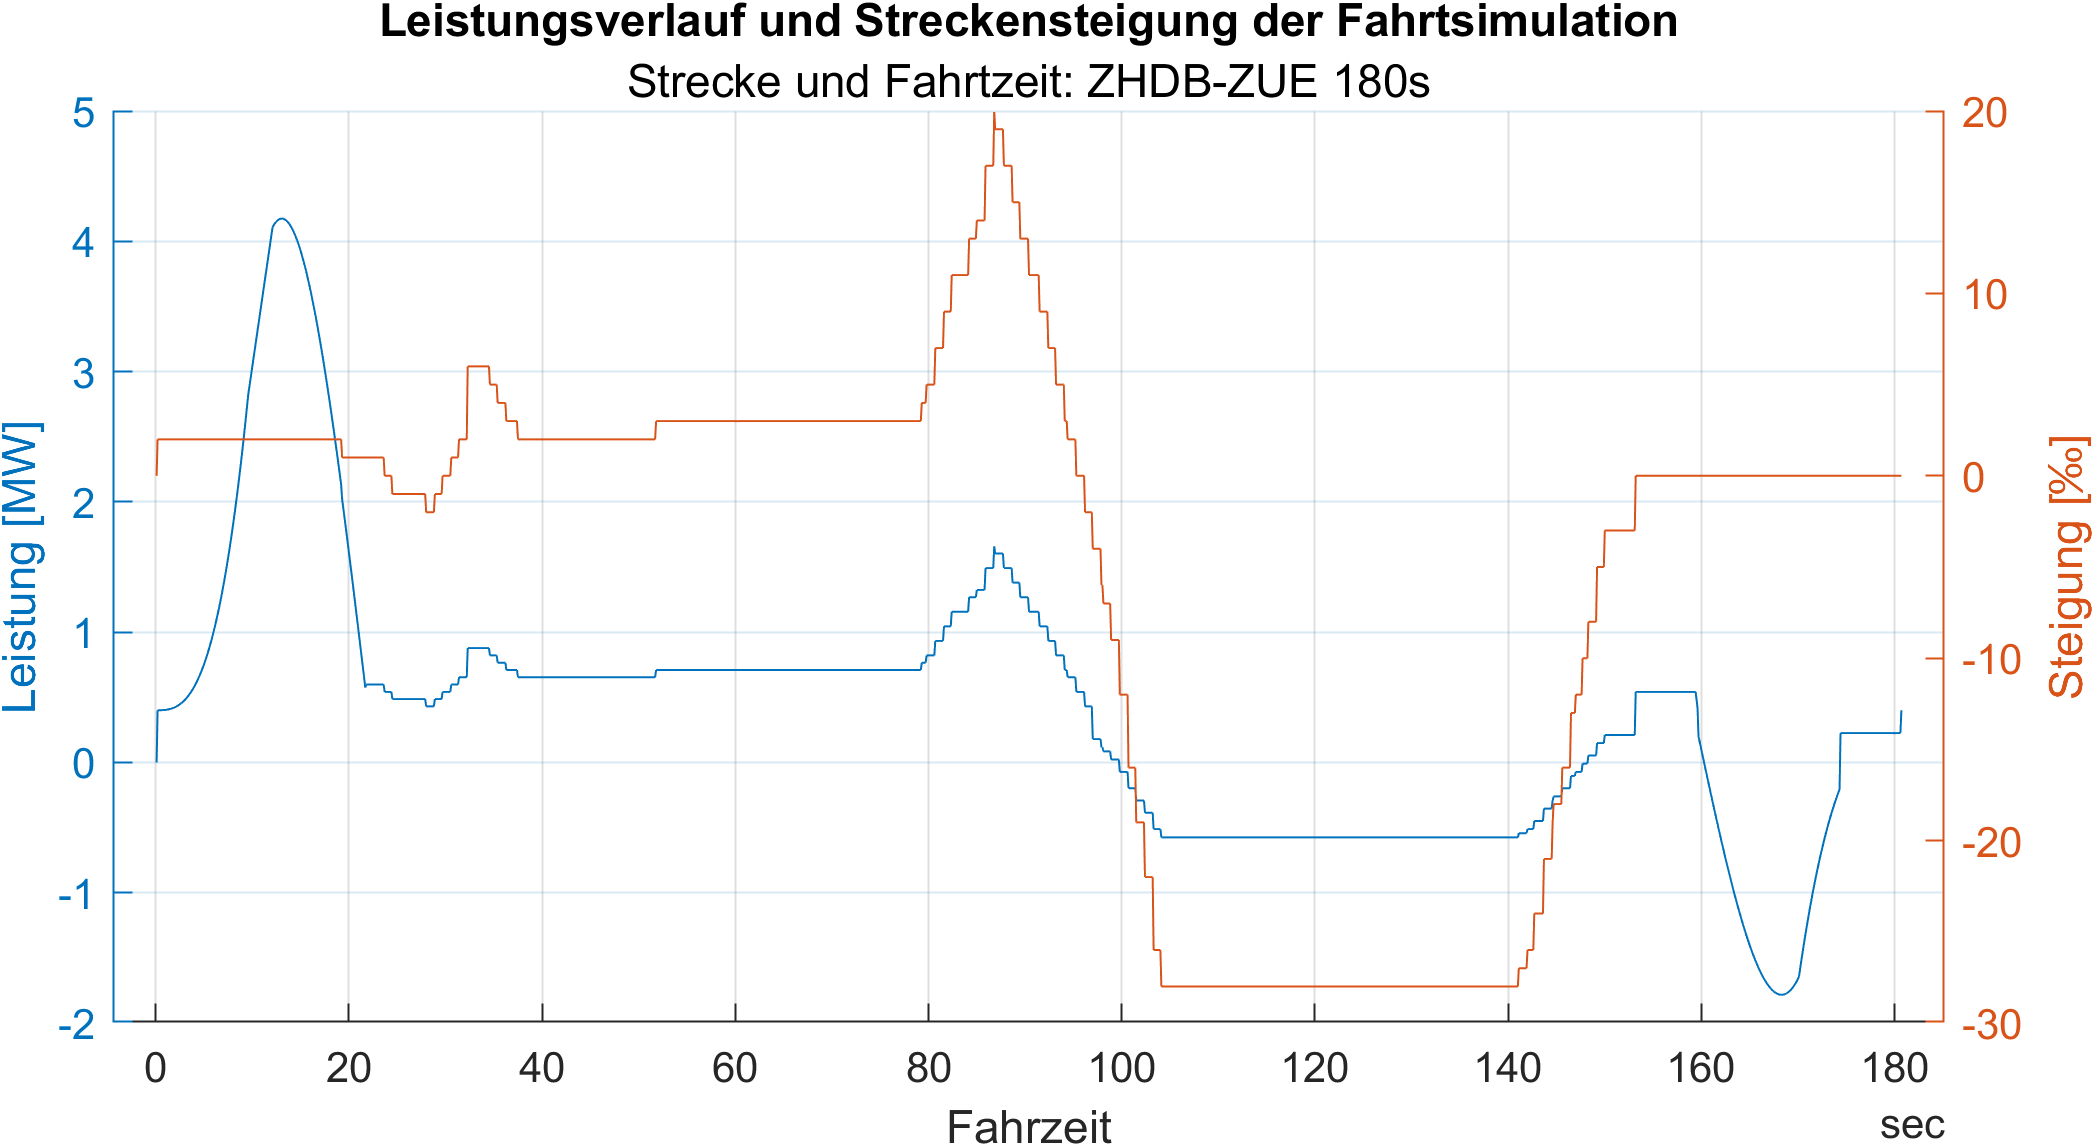 Leistungsverlauf und Streckensteigung der Fahrtsimulation
Strecke und Fahrtzeit: ZHDB-ZUE 180s
5
4
3
2
1
0
-1
-2
Leistung [MW]
20
10
0
-10
-20
-30
Steigung [‰]
0 20 40 60 80 100 120 140 160 180
Fahrzeit
sec